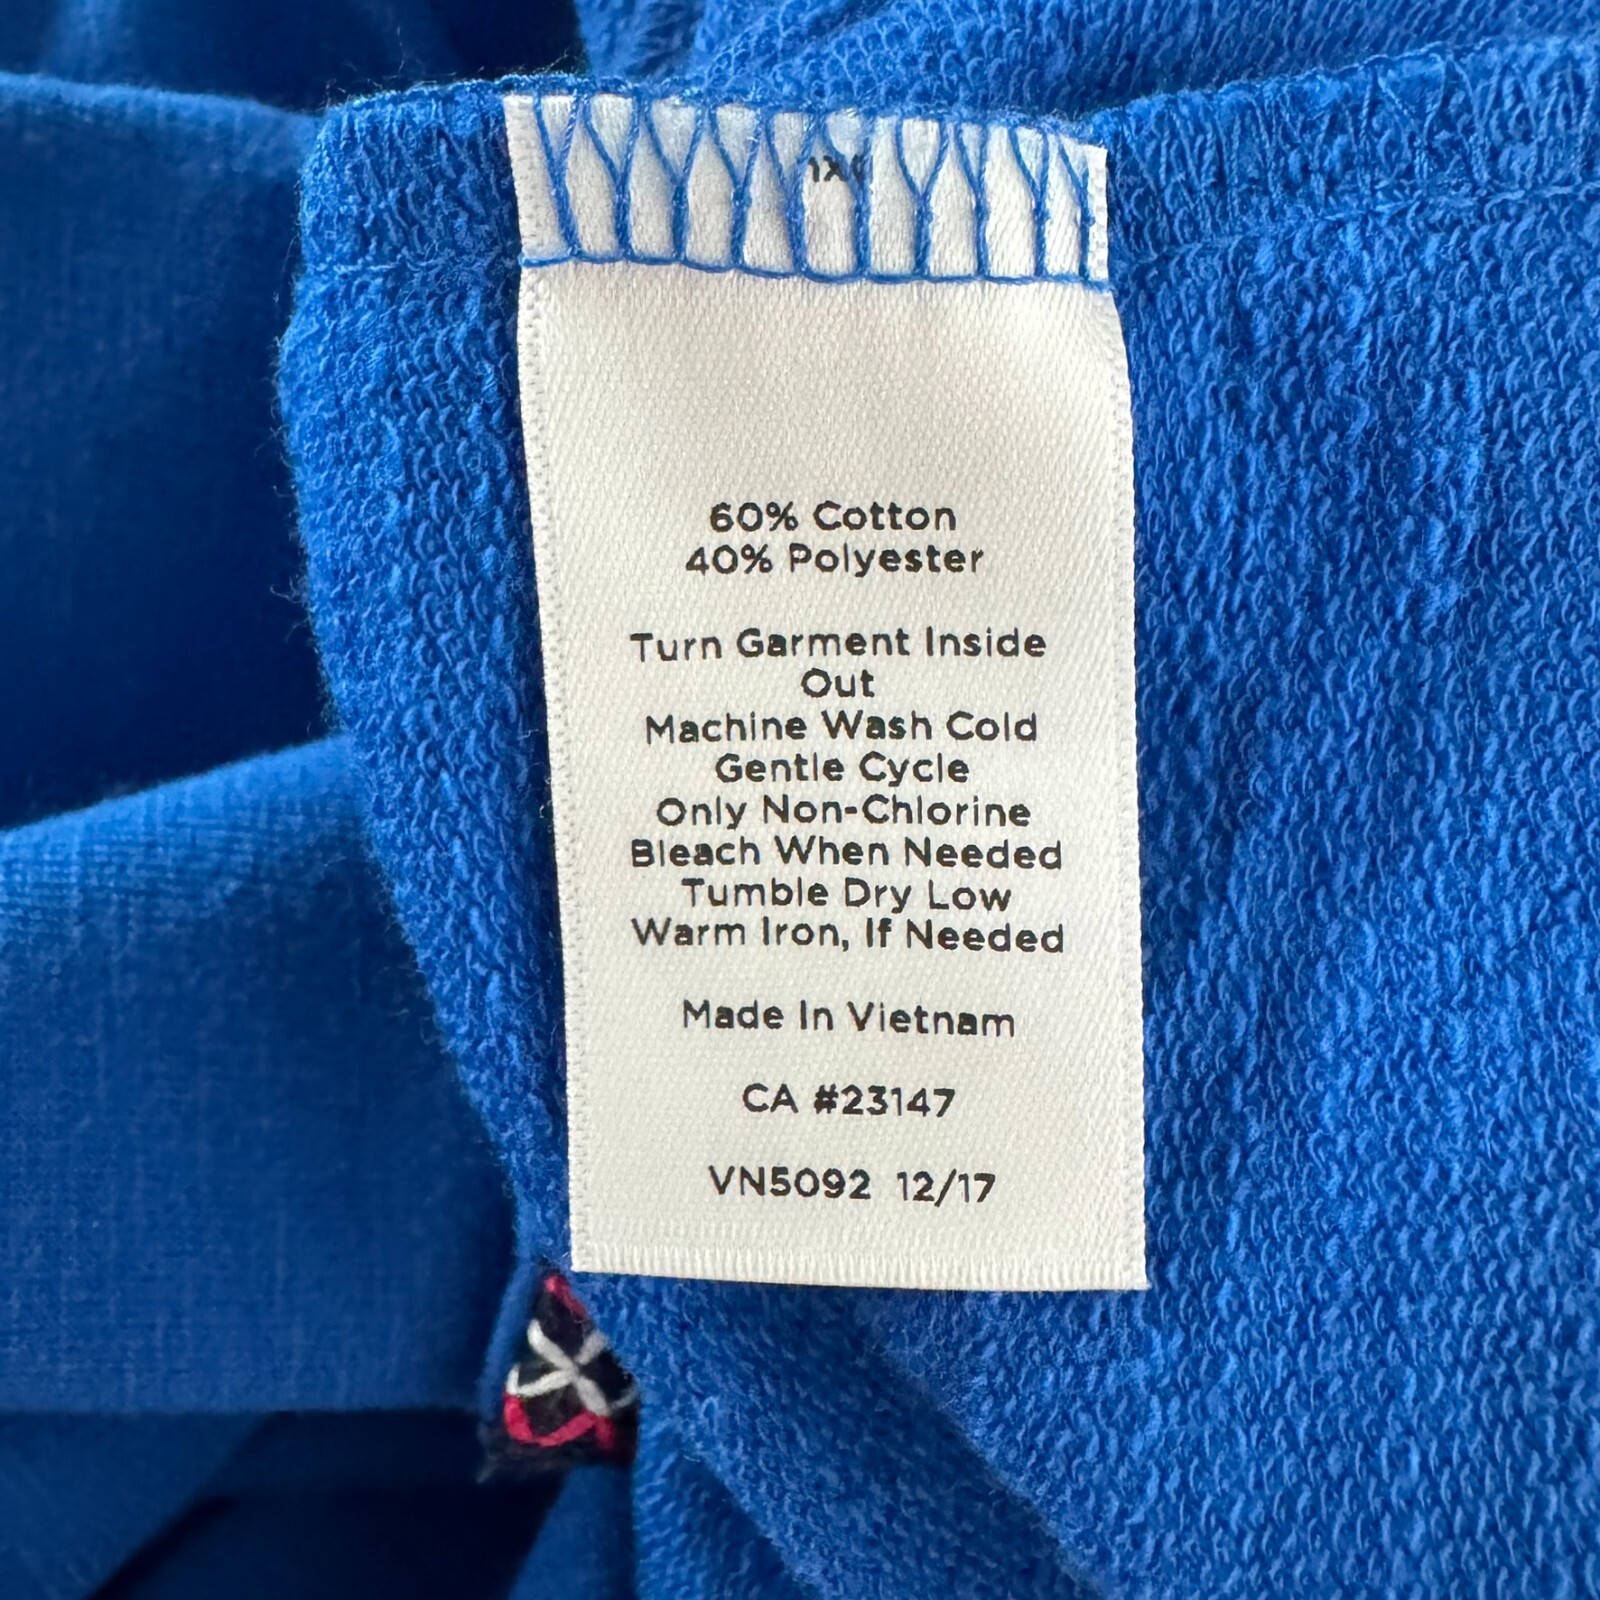 60% Cotton
40% Polyester
Turn Garment Inside
Out
Machine Wash Cold
Gentle Cycle
Only Non-Chlorine
Bleach When Needed
Tumble Dry Low
Warm Iron, If Needed
Made In Vietnam
CA #23147
VN5092 12/17